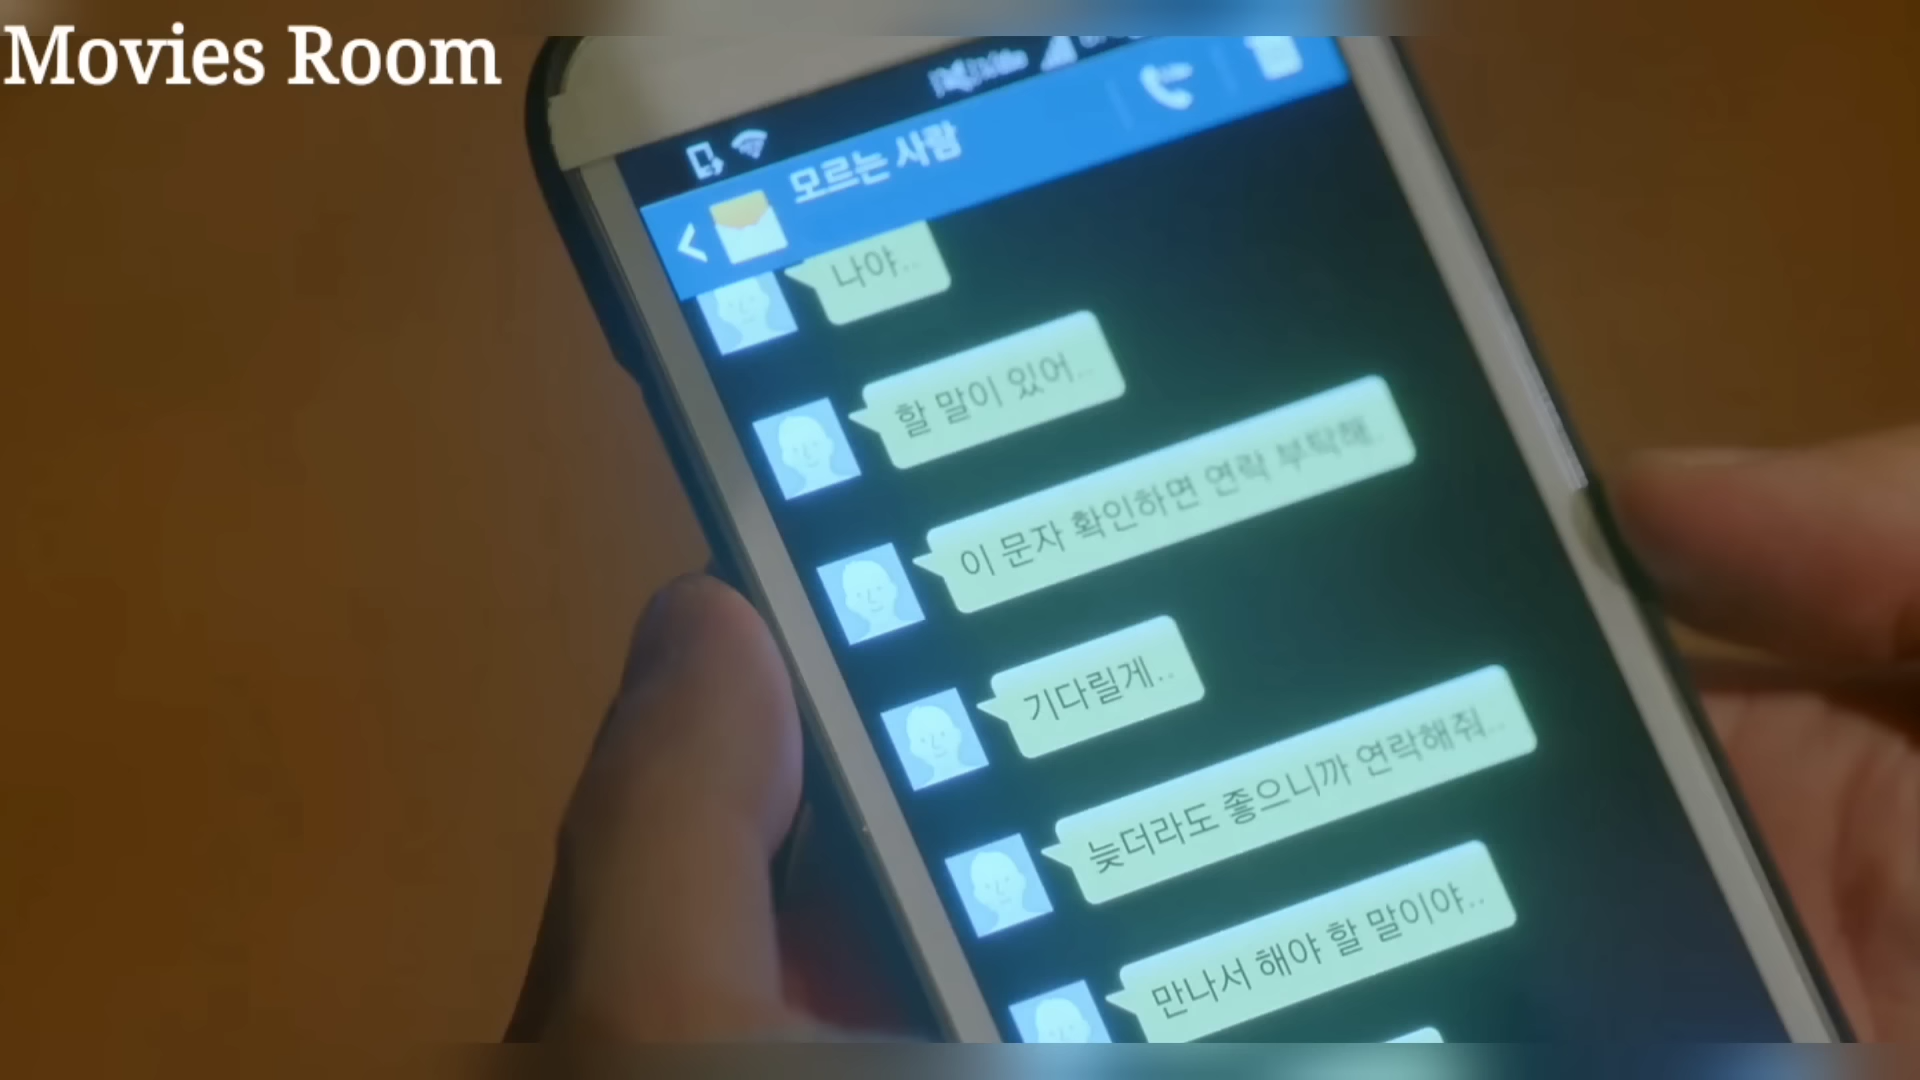 Movies Room
모르는 사람
나야..
할 말이 있어..
이 문자 확인하면 연락 부탁해..
기다릴게..
늦더라도 좋으니까 연락해줘..
만나서 해야 할 말이야..